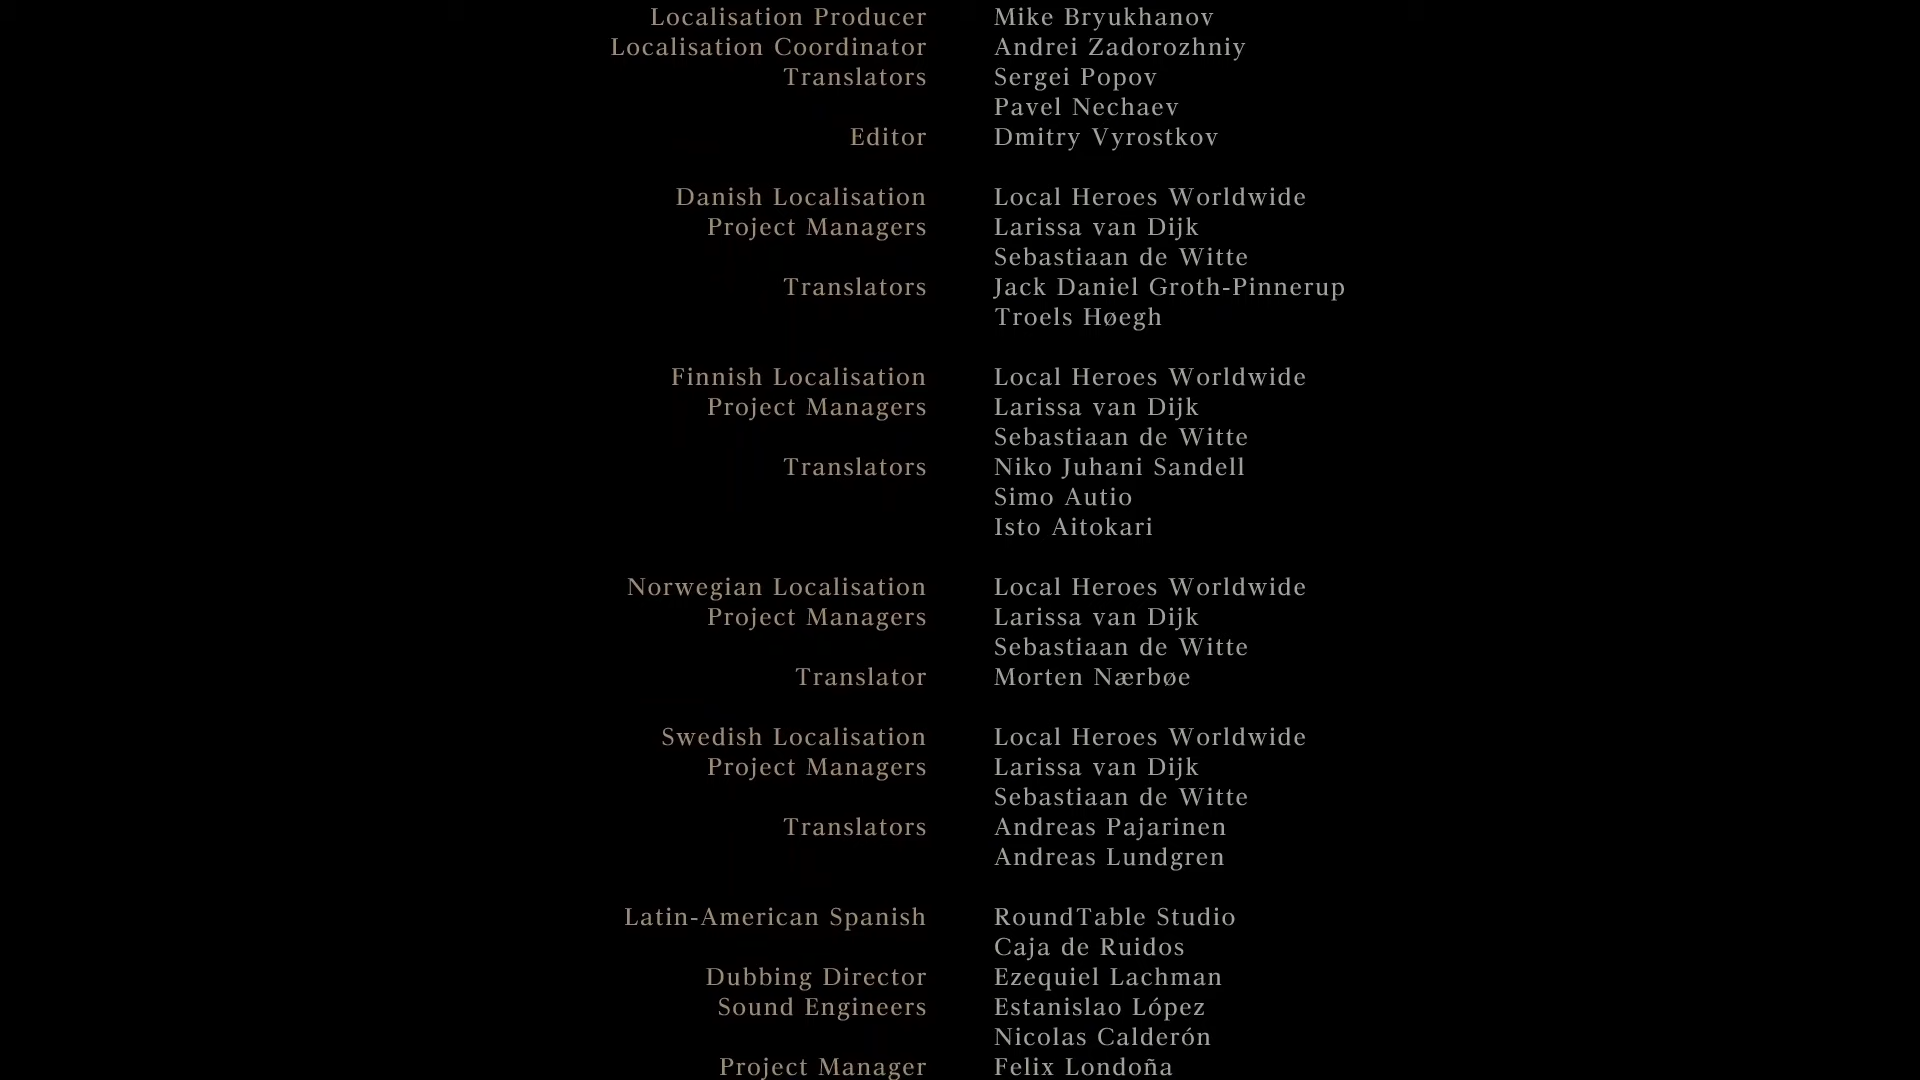 Localisation Producer Mike Bryukhanov
Localisation Coordinator Andrei Zadorozhniy
Translators Sergei Popov
Pavel Nechaev
Editor Dmitry Vyrostkov
Danish Localisation Local Heroes Worldwide
Project Managers Larissa van Dijk
Sebastiaan de Witte
Translators Jack Daniel Groth-Pinnerup
Troels Høegh
Finnish Localisation Local Heroes Worldwide
Project Managers Larissa van Dijk
Sebastiaan de Witte
Translators Niko Juhani Sandell
Simo Autio
Isto Aitokari
Norwegian Localisation Local Heroes Worldwide
Project Managers Larissa van Dijk
Sebastiaan de Witte
Translator Morten Nærbøe
Swedish Localisation Local Heroes Worldwide
Project Managers Larissa van Dijk
Sebastiaan de Witte
Translators Andreas Pajarinen
Andreas Lundgren
Latin-American Spanish RoundTable Studio
Caja de Ruidos
Dubbing Director Ezequiel Lachman
Sound Engineers Estanislao López
Nicolas Calderón
Project Manager Felix Londoña